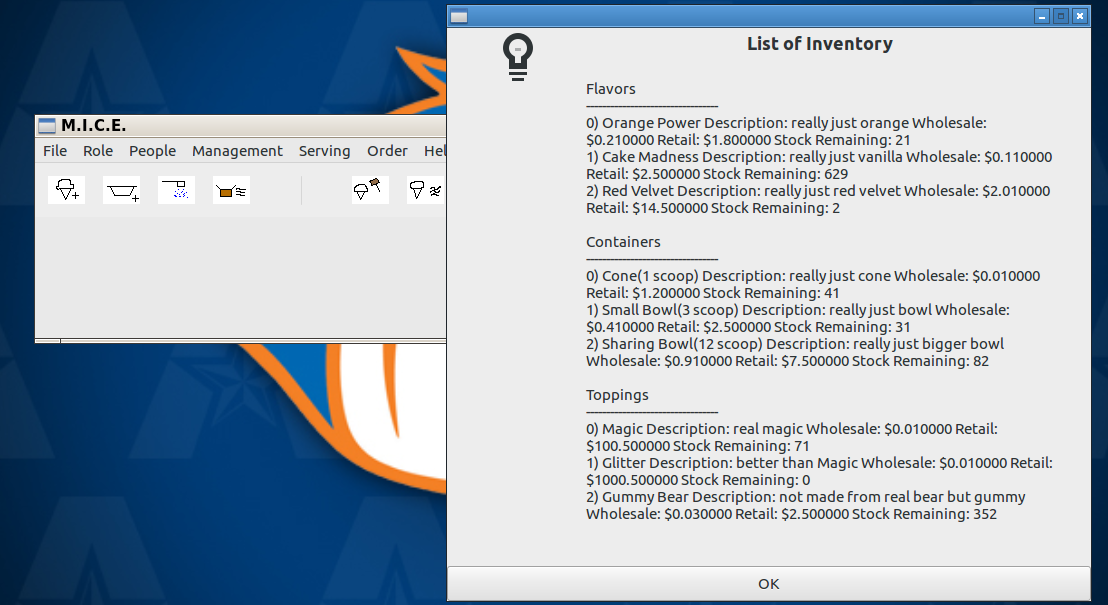 List of Inventory
Flavors
---------------------------------
0) Orange Power Description: really just orange Wholesale:
$0.210000 Retail: $1.800000 Stock Remaining: 21
1) Cake Madness Description: really just vanilla Wholesale: $0.110000
Retail: $2.500000 Stock Remaining: 629
2) Red Velvet Description: really just red velvet Wholesale: $2.010000
Retail: $14.500000 Stock Remaining: 2
Containers
---------------------------------
0) Cone(1 scoop) Description: really just cone Wholesale: $0.010000
Retail: $1.200000 Stock Remaining: 41
1) Small Bowl(3 scoop) Description: really just bowl Wholesale:
$0.410000 Retail: $2.500000 Stock Remaining: 31
2) Sharing Bowl(12 scoop) Description: really just bigger bowl
Wholesale: $0.910000 Retail: $7.500000 Stock Remaining: 82
Toppings
---------------------------------
0) Magic Description: real magic Wholesale: $0.010000 Retail:
$100.500000 Stock Remaining: 71
1) Glitter Description: better than Magic Wholesale: $0.010000 Retail:
$1000.500000 Stock Remaining: 0
2) Gummy Bear Description: not made from real bear but gummy
Wholesale: $0.030000 Retail: $2.500000 Stock Remaining: 352
OK
M.I.C.E.
File Role People Management Serving Order Hel